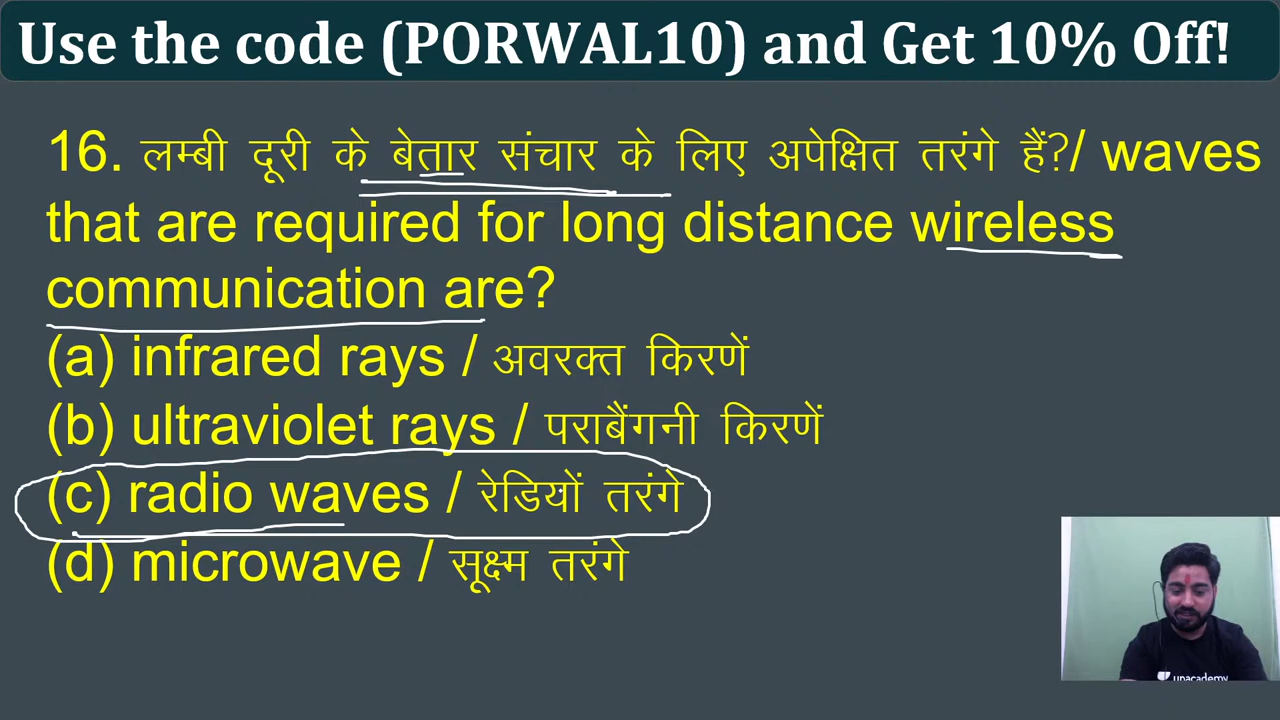 Use the code (PORWAL10) and Get 10% Off!
16. लम्बी दूरी के बेतार संचार के लिए अपेक्षित तरंगे हैं?/ waves
that are required for long distance wireless
communication are?
(a) infrared rays / अवरक्त किरणें
(b) ultraviolet rays / पराबैंगनी किरणें
(c) radio waves / रेडियों तरंगे
(d) microwave / सूक्ष्म तरंगे
unacademy